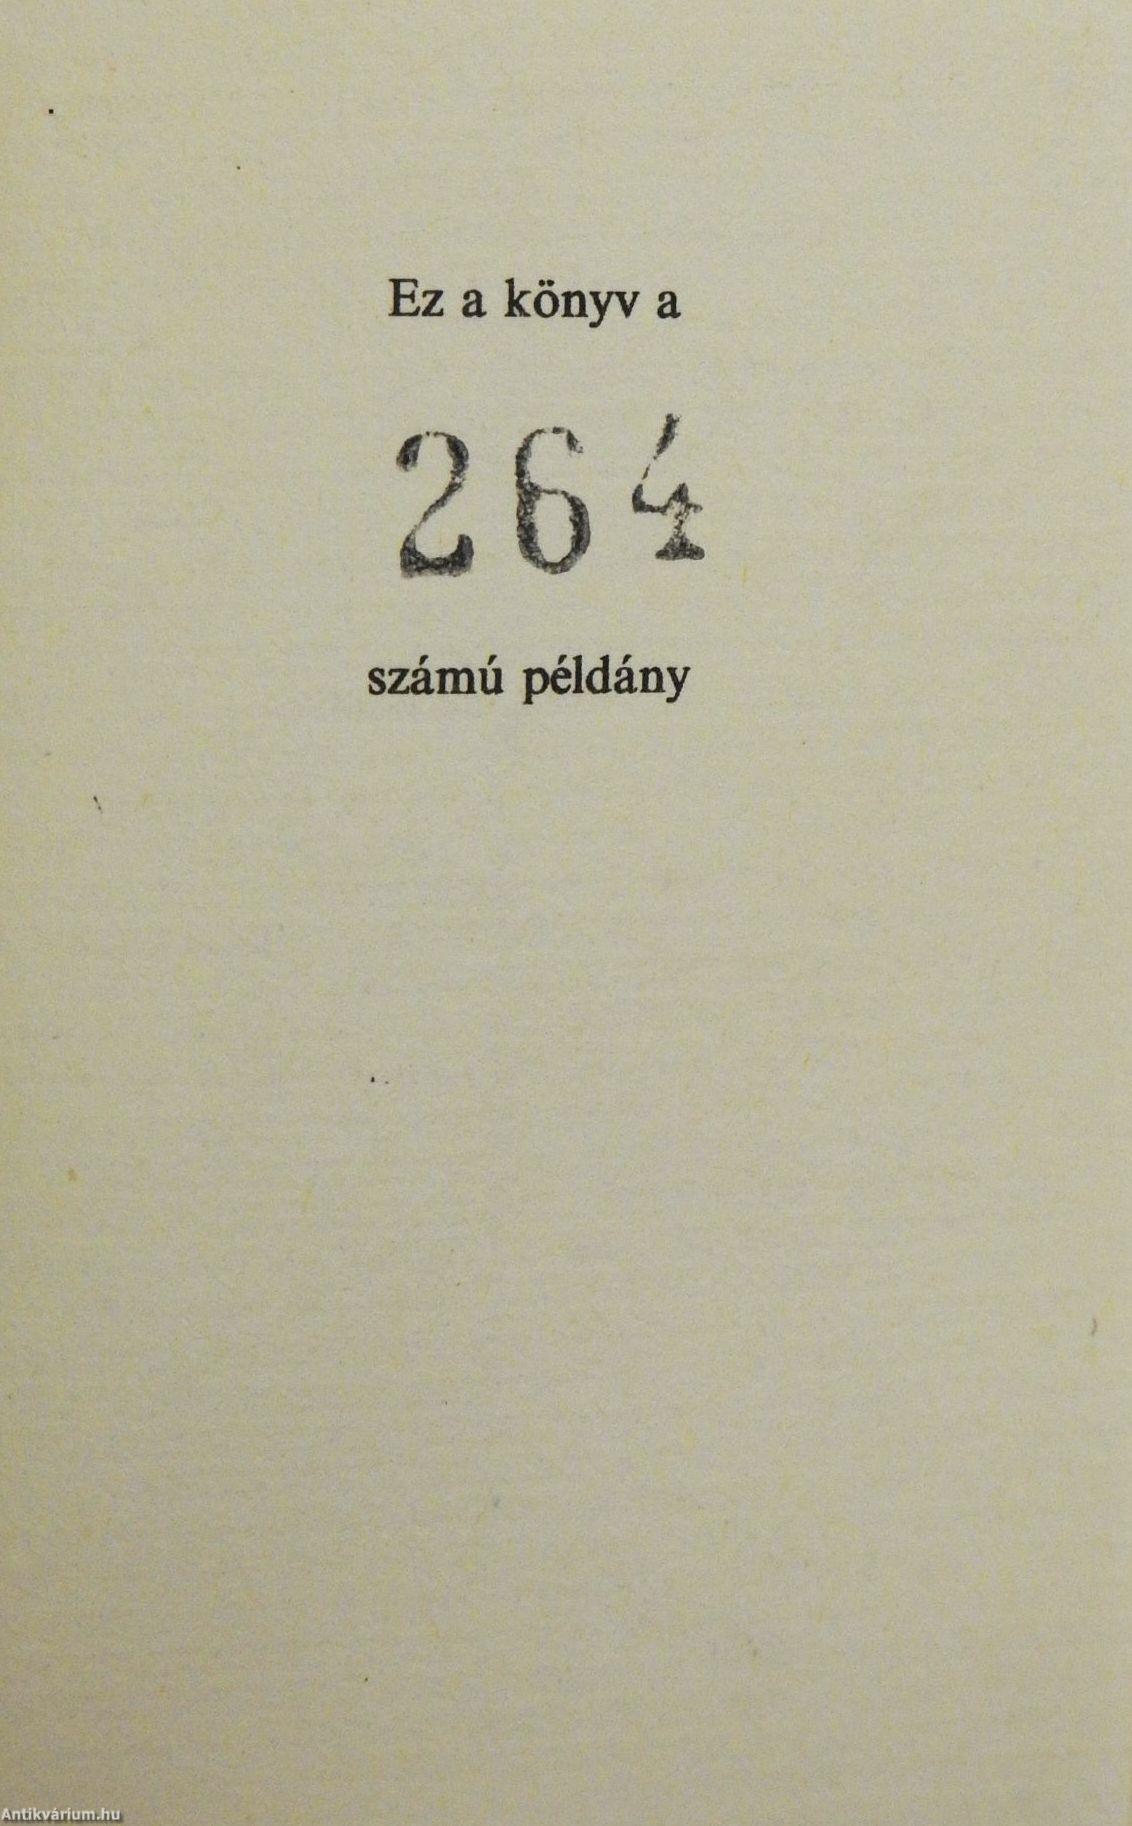 Ez a könyv a
264
számú példány
Antikvárium.hu